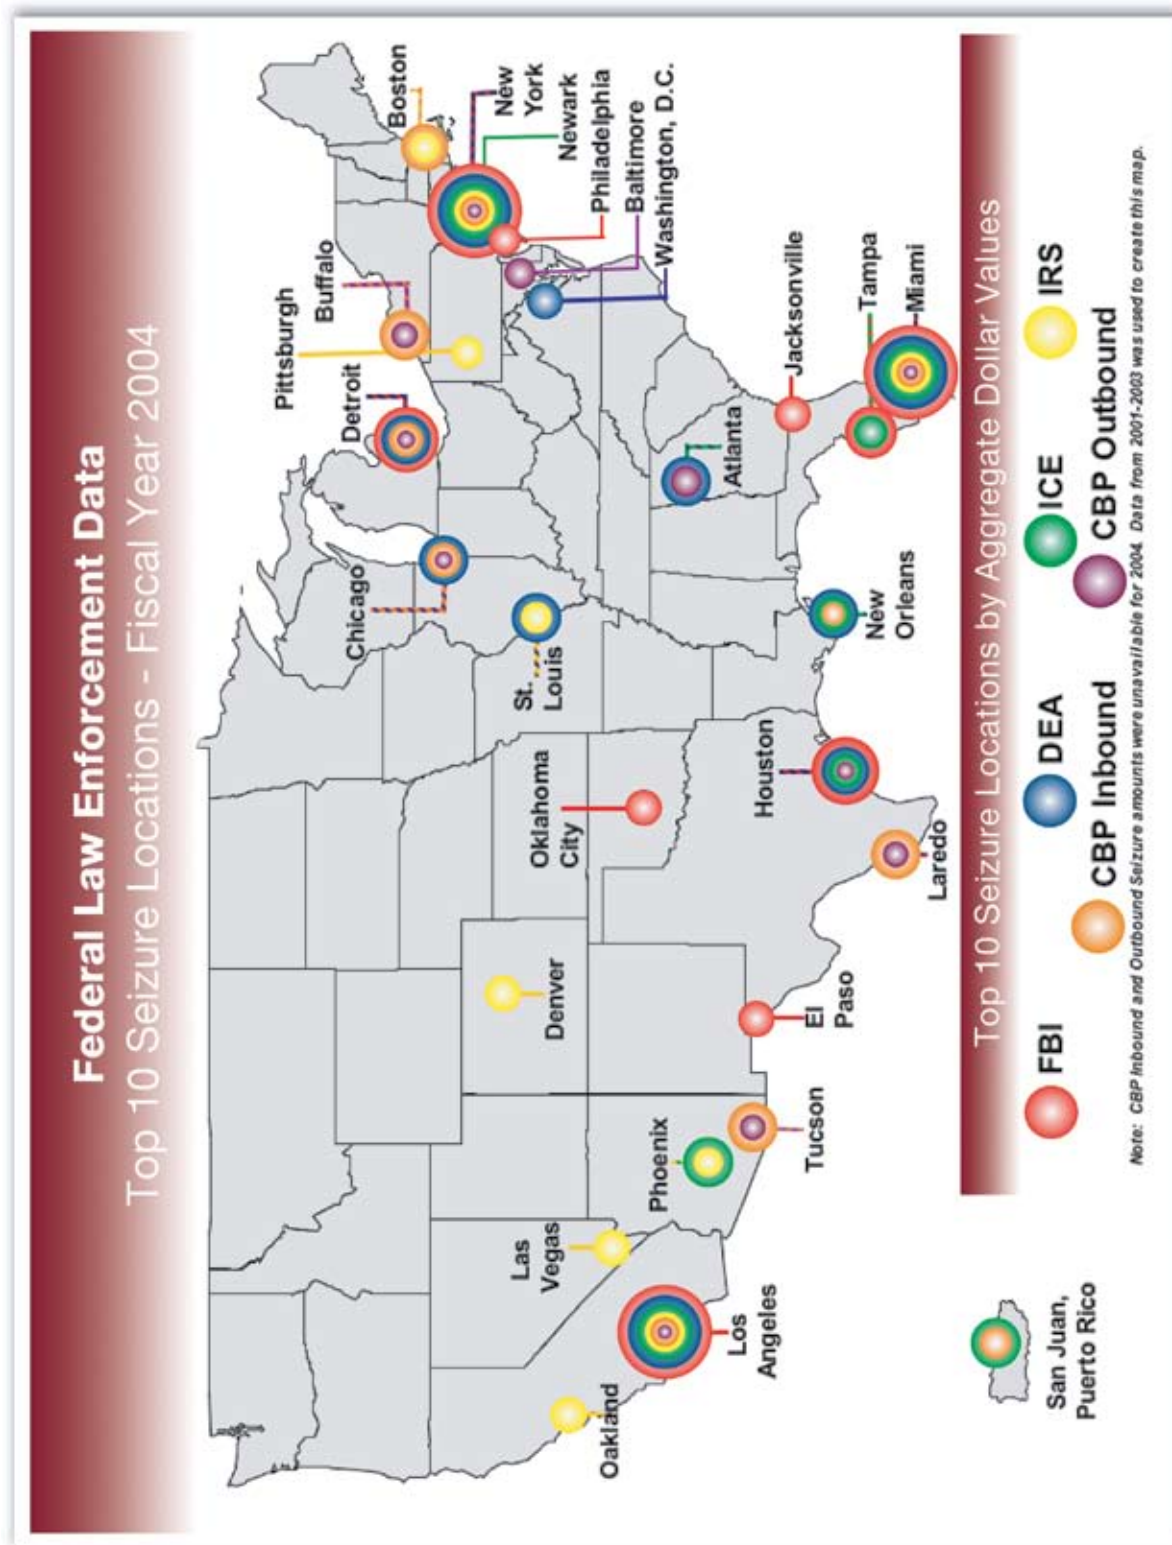 Federal Law Enforcement Data
Top 10 Seizure Locations - Fiscal Year 2004
Boston
New
York
Newark
Philadelphia
Baltimore
Washington, D.C.
Buffalo
Pittsburgh
Detroit
Chicago
St.
Louis
Jacksonville
Tampa
Miami
Atlanta
New
Orleans
Oklahoma
City
Houston
Laredo
Denver
El
Paso
Phoenix
Tucson
Las
Vegas
Los
Angeles
Oakland
San Juan,
Puerto Rico
Top 10 Seizure Locations by Aggregate Dollar Values
FBI
DEA
ICE
IRS
CBP Inbound
CBP Outbound
Note: CBP Inbound and Outbound Seizure amounts were unavailable for 2004. Data from 2001-2003 was used to create this map.